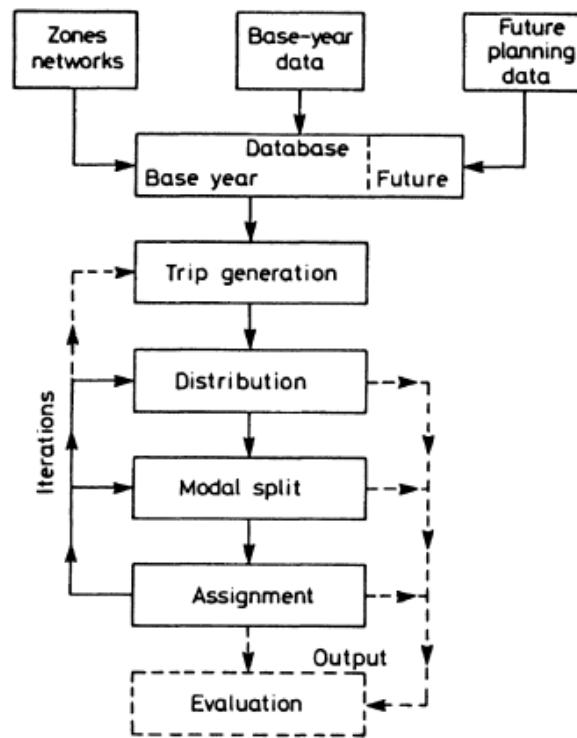 Zones
networks
Base-year
data
Future
planning
data
Database
Base year
Future
Trip generation
Distribution
Iterations
Modal split
Assignment
Output
Evaluation